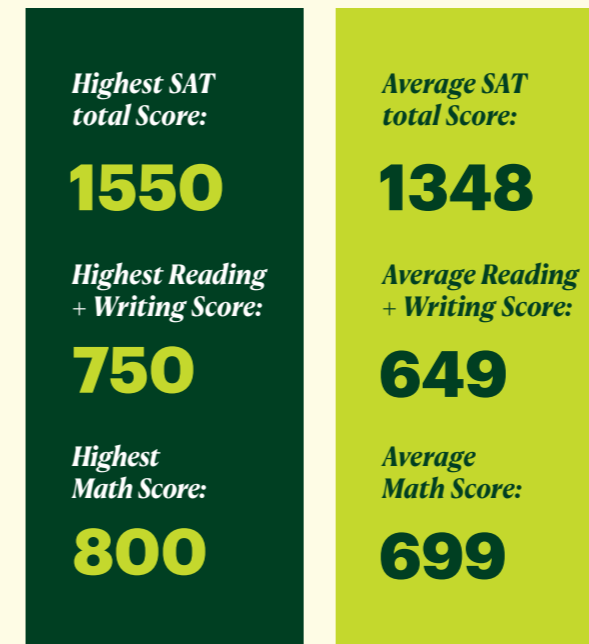 Highest SAT
total Score:
1550
Highest Reading
+ Writing Score:
750
Highest
Math Score:
800
Average SAT
total Score:
1348
Average Reading
+ Writing Score:
649
Average
Math Score:
699